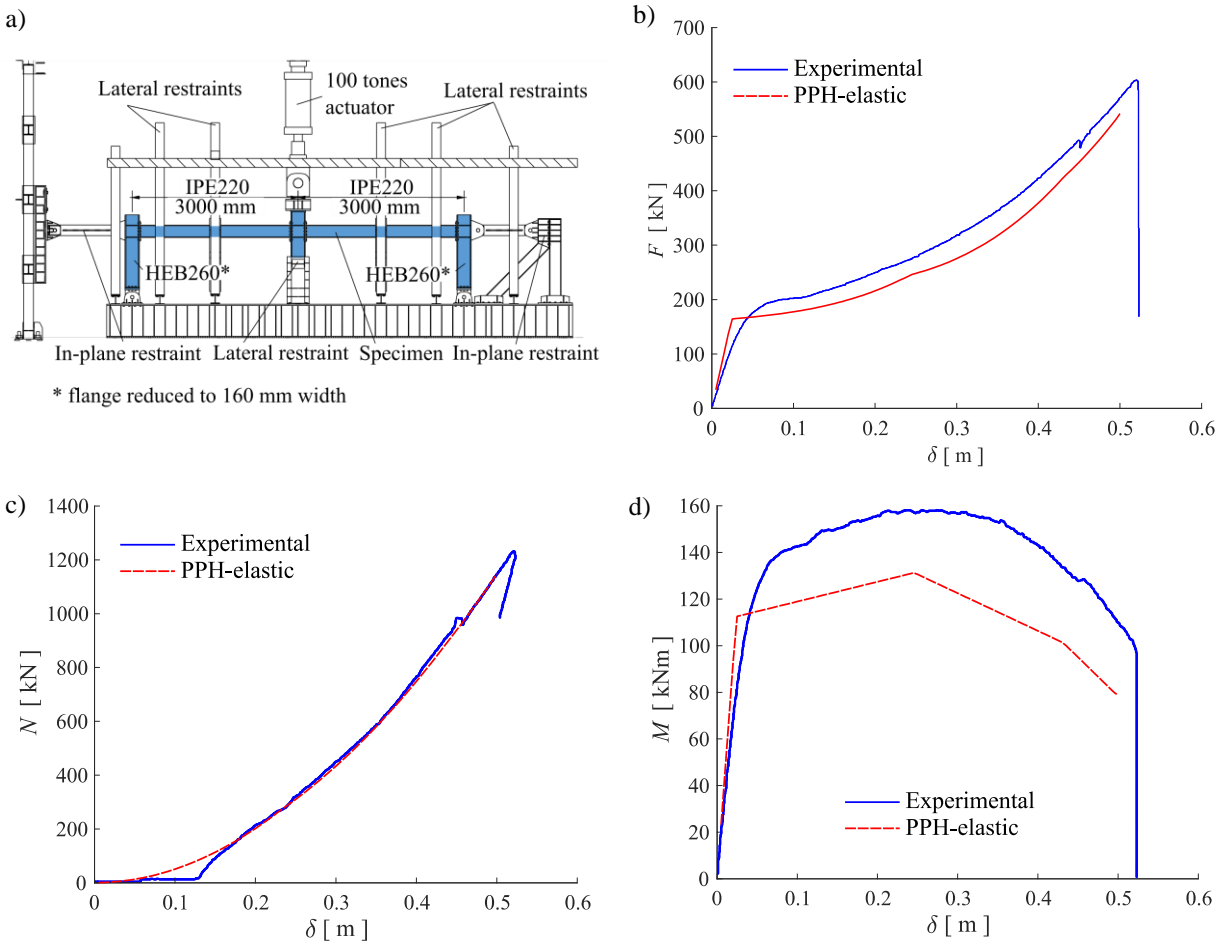 a)
Lateral restraints
100 tones
actuator
Lateral restraints
IPE220
3000 mm
IPE220
3000 mm
HEB260*
HEB260*
In-plane restraint
Lateral restraint
Specimen
In-plane restraint
* flange reduced to 160 mm width
b)
700
600
500
400
300
200
100
0
F [ kN ]
Experimental
PPH-elastic
0
0.1
0.2
0.3
0.4
0.5
0.6
δ [ m ]
c)
1400
1200
1000
800
600
400
200
0
N [ kN ]
Experimental
PPH-elastic
0
0.1
0.2
0.3
0.4
0.5
0.6
δ [ m ]
d)
160
140
120
100
80
60
40
20
0
M [ kNm ]
Experimental
PPH-elastic
0
0.1
0.2
0.3
0.4
0.5
0.6
δ [ m ]